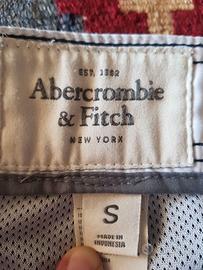 EST. 1892
Abercrombie
& Fitch
NEW YORK
S
MADE IN
INDONESIA